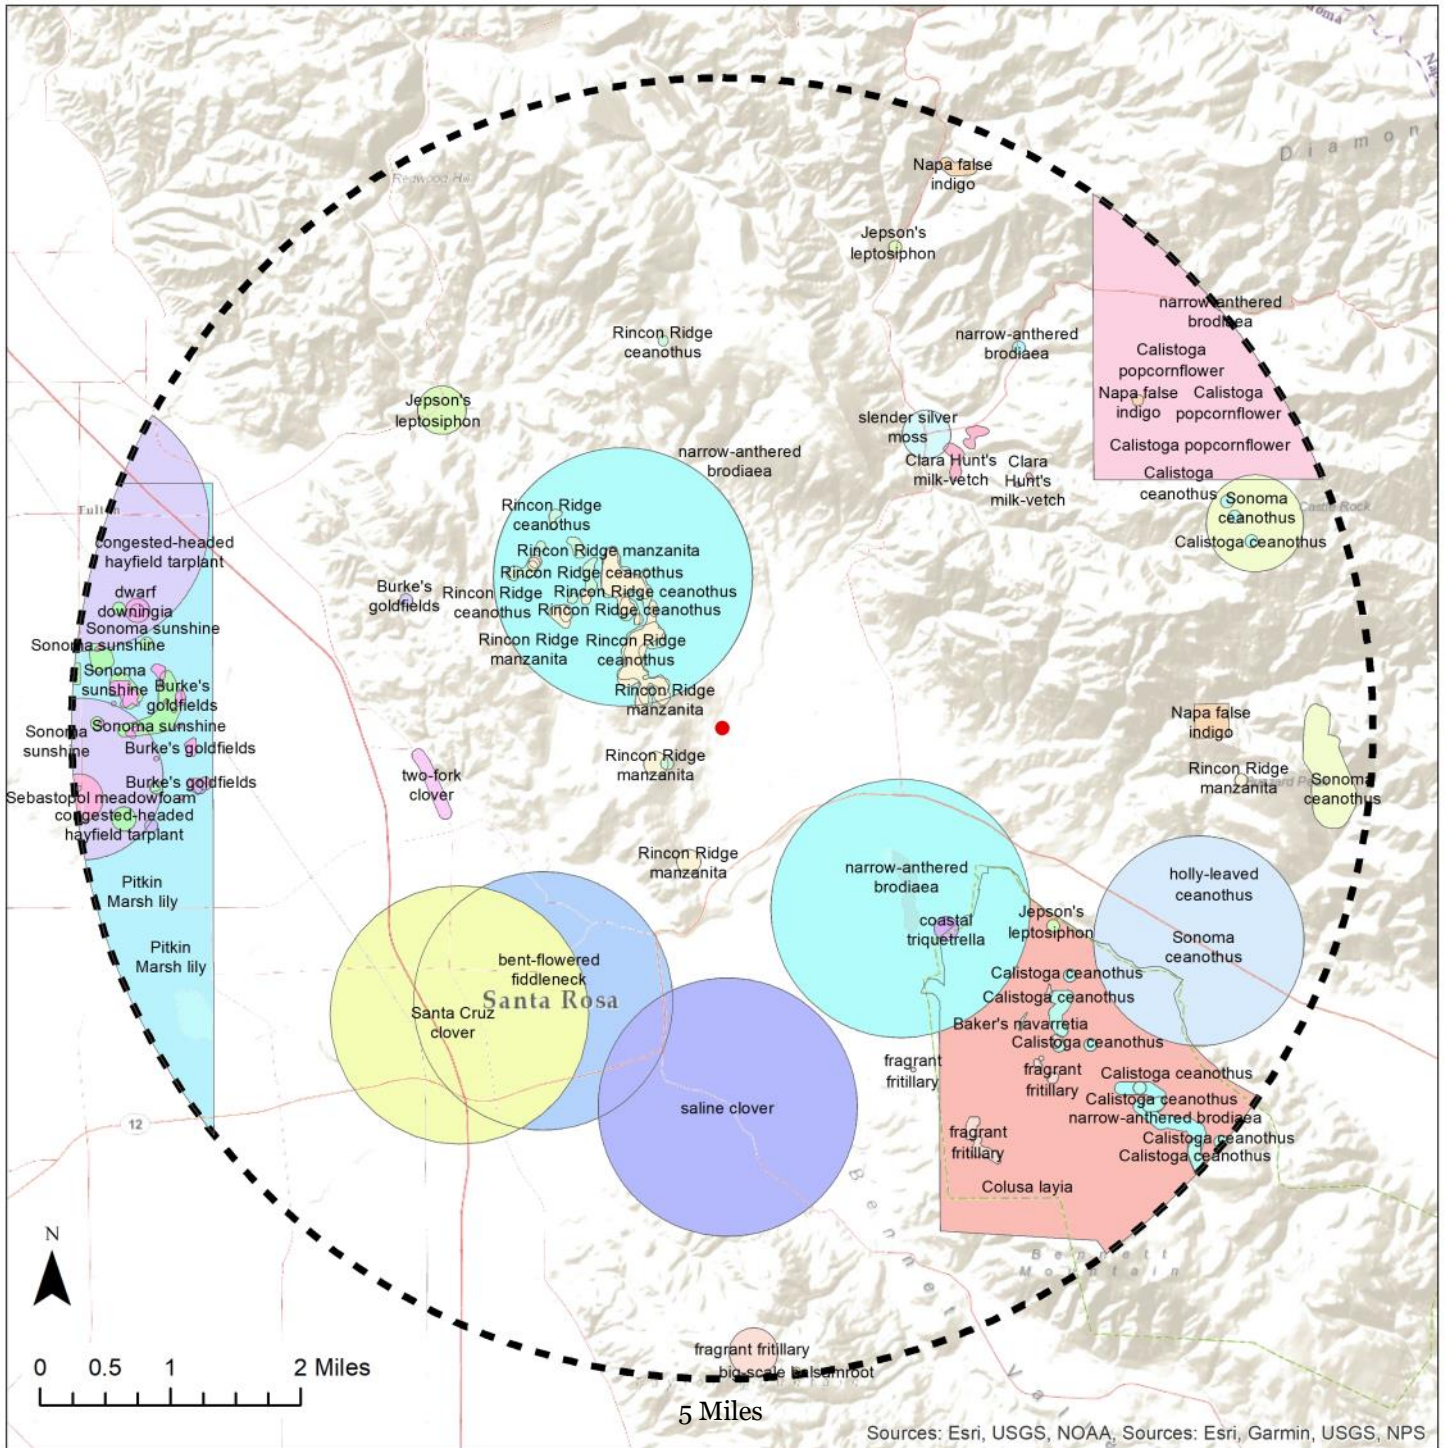 Diamon
Napa false
indigo
Redwood Hill
Jepson's
leptosiphon
narrow-anthered
brodiaea
Rincon Ridge
ceanothus
narrow-anthered
brodiaea
Calistoga
popcornflower
Napa false
indigo
Calistoga
popcornflower
Jepson's
leptosiphon
slender silver
moss
Calistoga popcornflower
narrow-anthered
brodiaea
Clara Hunt's
milk-vetch
Clara
Hunt's
milk-vetch
Calistoga
ceanothus
Sonoma
ceanothus
Castle Rock
Calistoga ceanothus
Fulton
Rincon Ridge
ceanothus
congested-headed
hayfield tarplant
Rincon Ridge manzanita
Rincon Ridge ceanothus
Burke's
goldfields
Rincon Ridge
ceanothus
Rincon Ridge ceanothus
Rincon Ridge ceanothus
dwarf
downingia
Sonoma sunshine
Sonoma sunshine
Rincon Ridge
manzanita
Rincon Ridge
ceanothus
Sonoma
sunshine
Burke's
goldfields
Rincon Ridge
manzanita
Sonoma sunshine
Sonoma
sunshine
Burke's goldfields
Napa false
indigo
Rincon Ridge
manzanita
two-fork
clover
Burke's goldfields
Rincon Ridge
manzanita
Sonoma
ceanothus
Sebastopol meadowfoam
congested-headed
hayfield tarplant
Rincon Ridge
manzanita
narrow-anthered
brodiaea
holly-leaved
ceanothus
Pitkin
Marsh lily
coastal
triquetrella
Jepson's
leptosiphon
Sonoma
ceanothus
Pitkin
Marsh lily
bent-flowered
fiddleneck
Santa Rosa
Santa Cruz
clover
Calistoga ceanothus
Calistoga ceanothus
Baker's navarretia
Calistoga ceanothus
fragrant
fritillary
fragrant
fritillary
Calistoga ceanothus
Calistoga ceanothus
narrow-anthered brodiaea
Calistoga ceanothus
Calistoga ceanothus
saline clover
12
fragrant
fritillary
Colusa layia
Bennett
Mountain
Bennet
Valle
N
fragrant fritillary
big-scale balsamroot
0 0.5 1 2 Miles
5 Miles
Sources: Esri, USGS, NOAA, Sources: Esri, Garmin, USGS, NPS